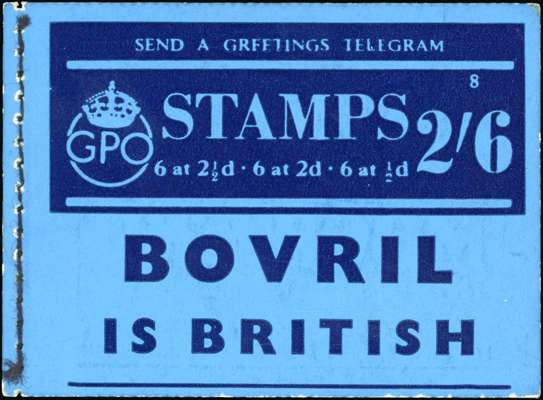 SEND A GREETINGS TELEGRAM
8
GPO STAMPS 2/6
6 at 2½d · 6 at 2d · 6 at ½d
BOVRIL
IS BRITISH